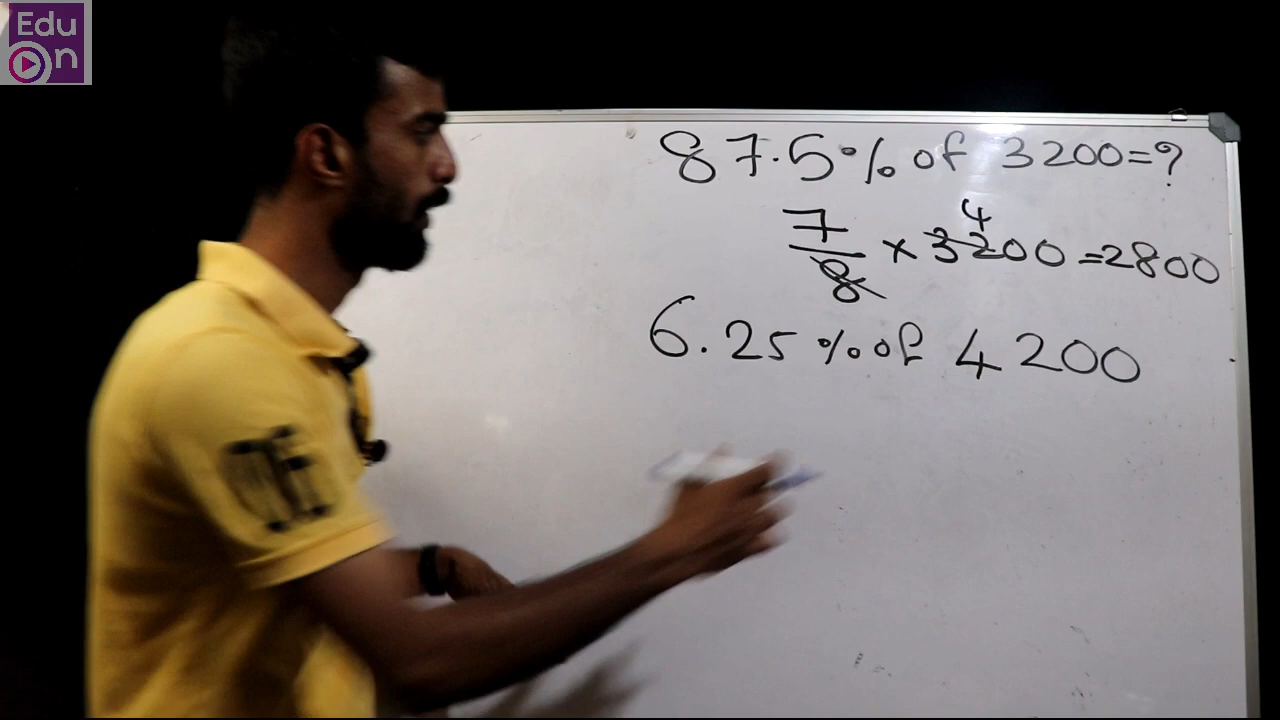 Edu
On
87.5% of 3200=?
4
7/8 × 3200 =2800
6.25% of 4200